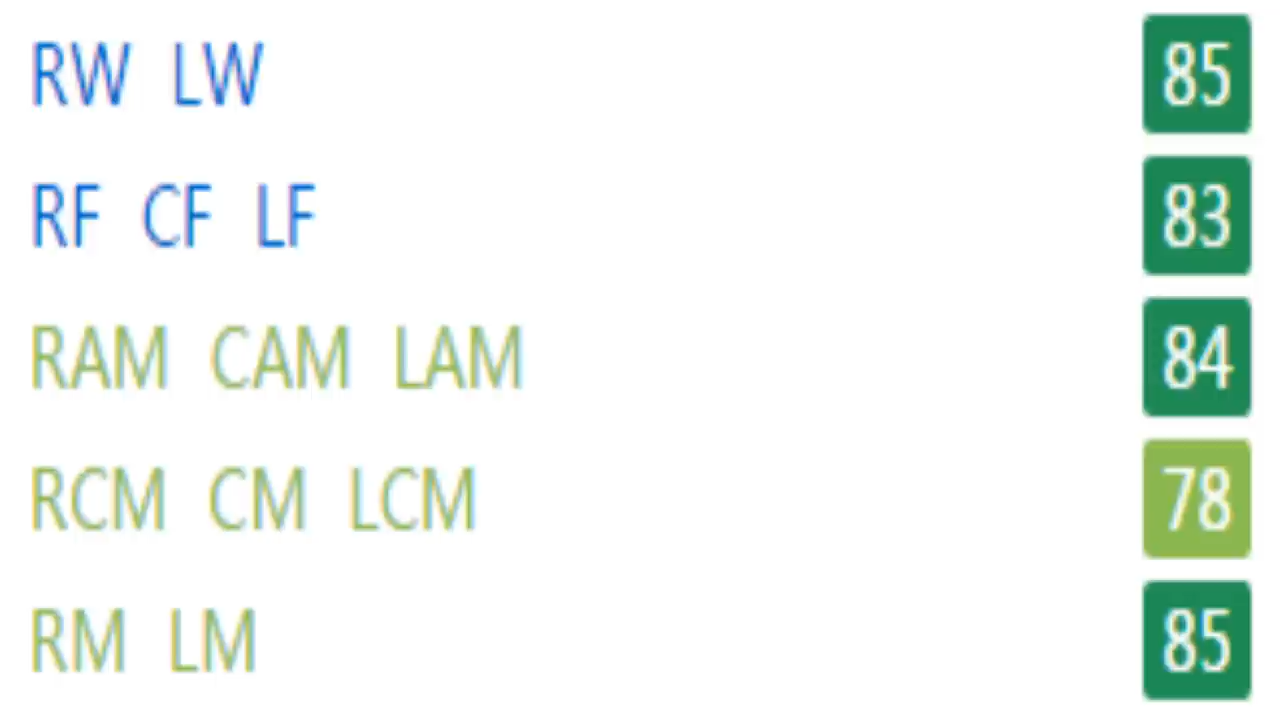 RW LW 85
RF CF LF 83
RAM CAM LAM 84
RCM CM LCM 78
RM LM 85